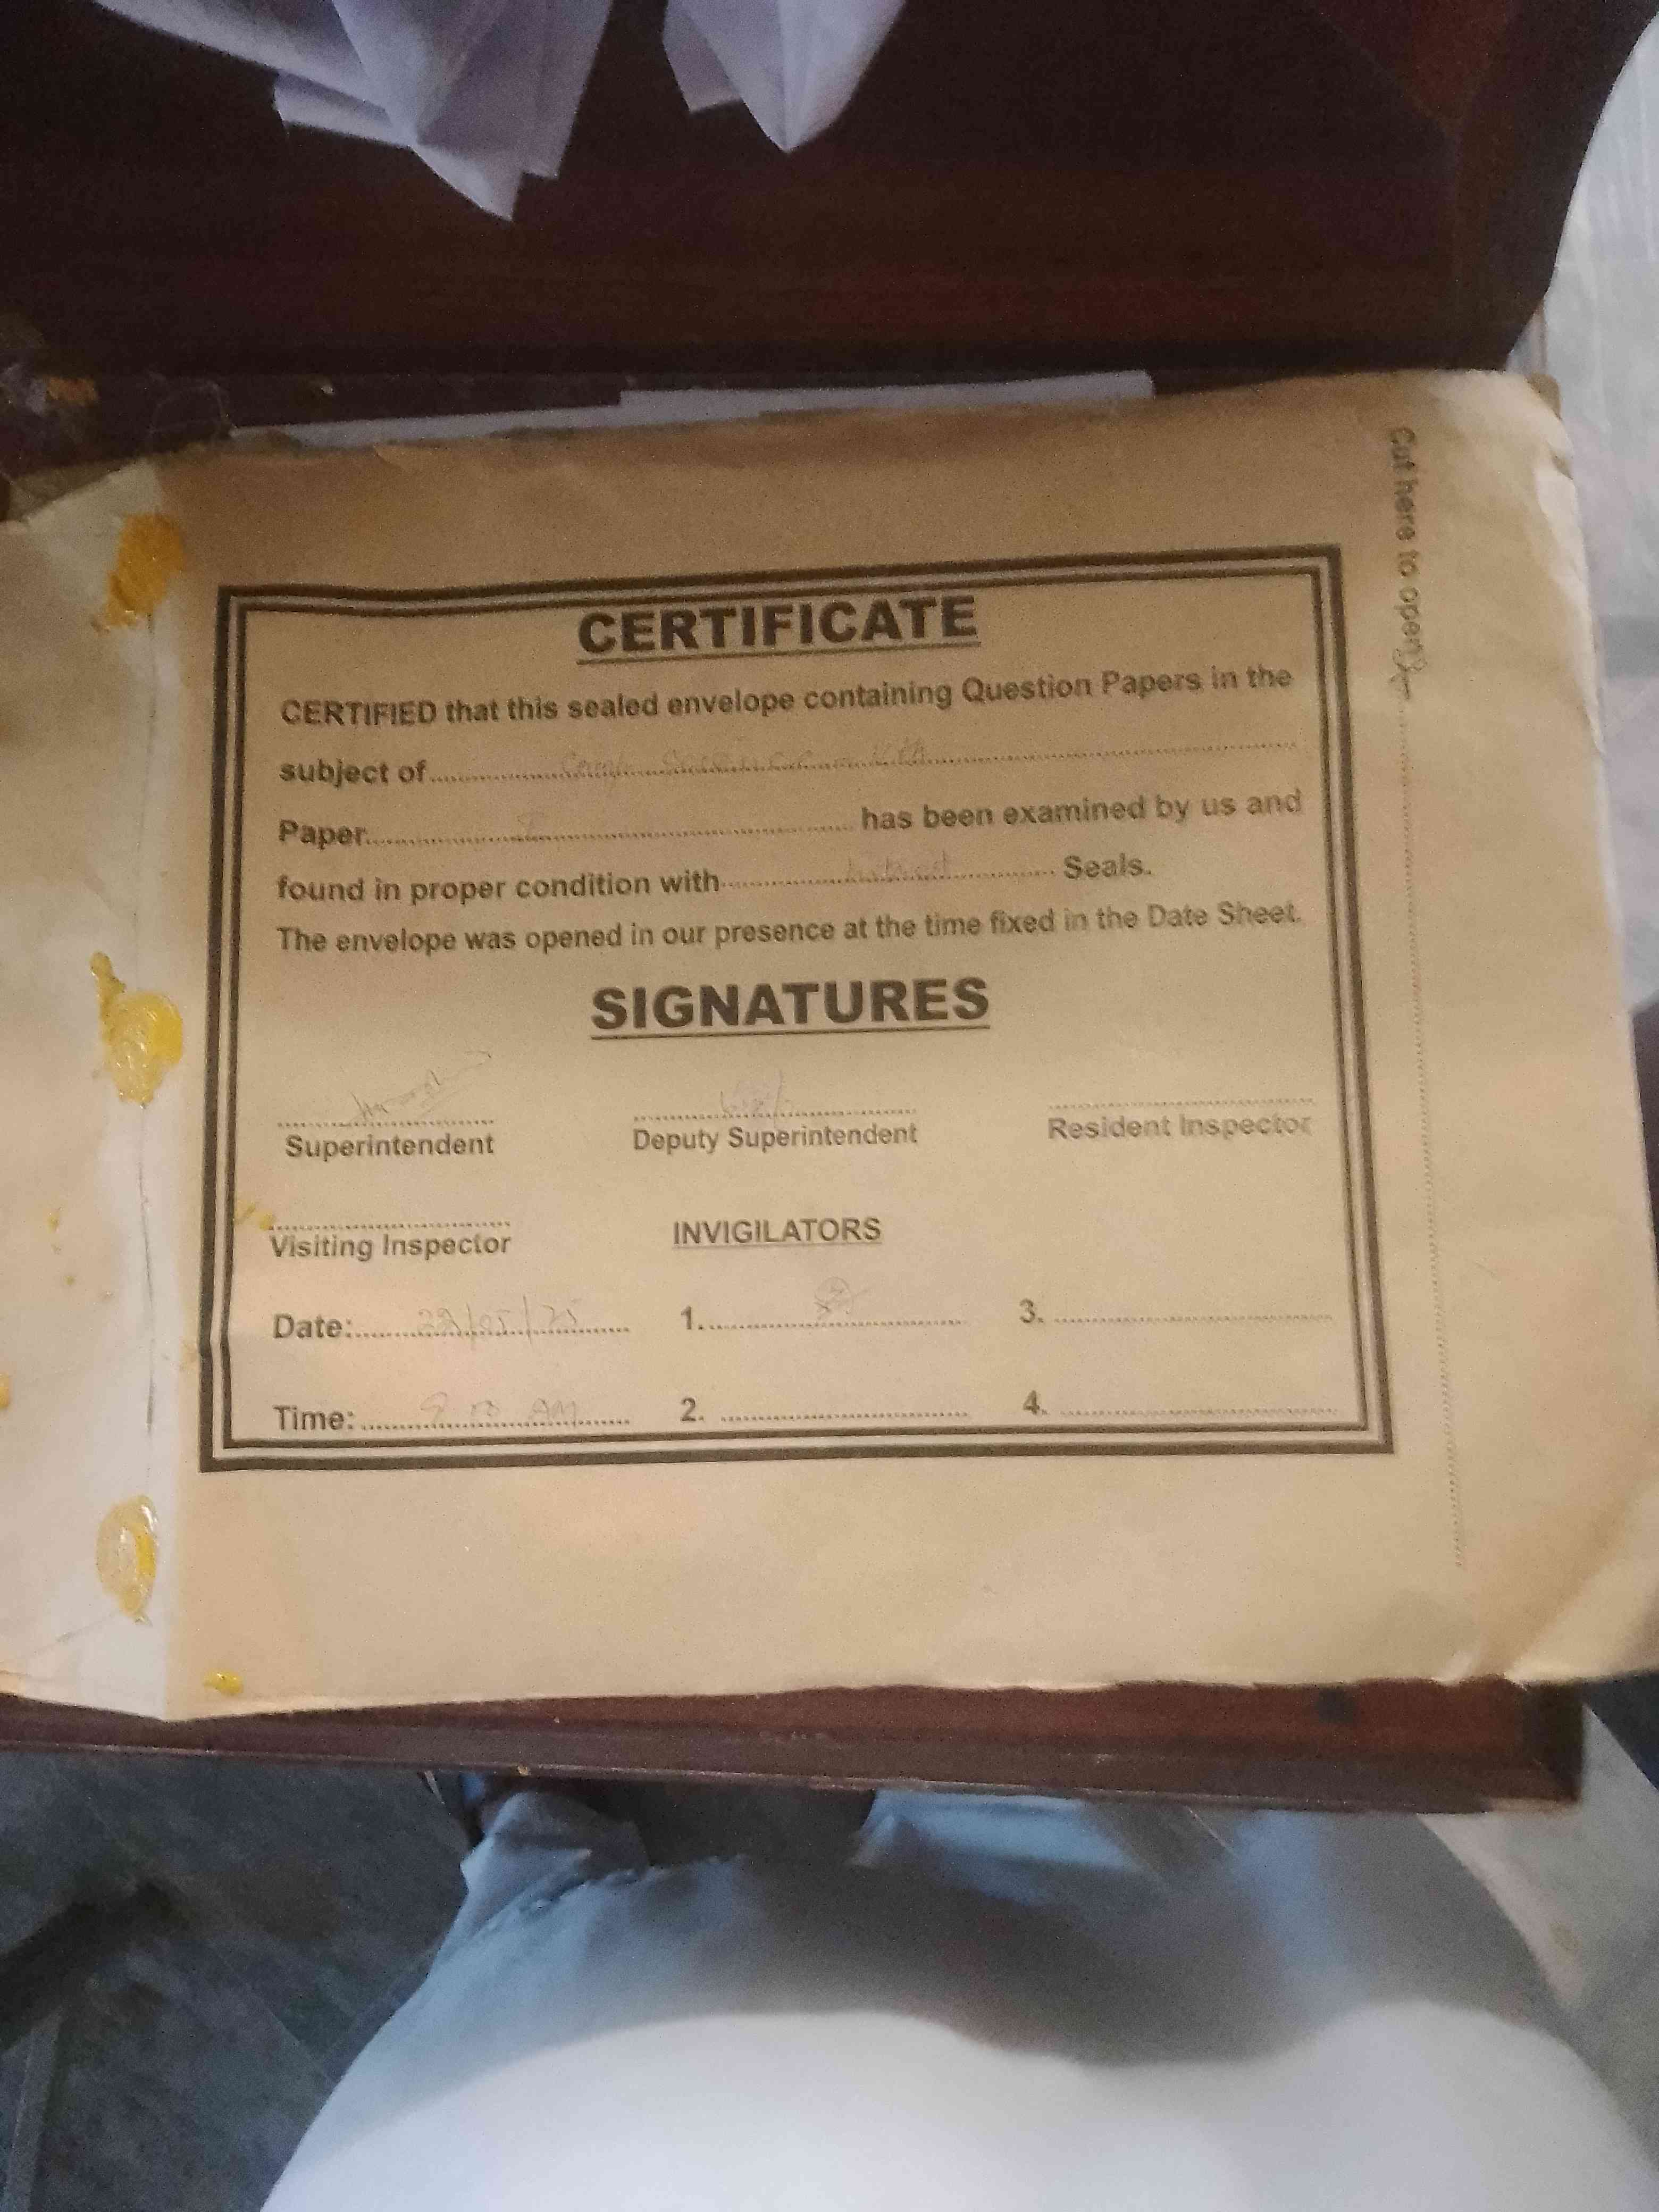 Cut here to open
CERTIFICATE
CERTIFIED that this sealed envelope containing Question Papers in the
subject of
Paper has been examined by us and
found in proper condition with Seals.
The envelope was opened in our presence at the time fixed in the Date Sheet.
SIGNATURES
Superintendent Deputy Superintendent Resident Inspector
Visiting Inspector INVIGILATORS
Date: 1. 3.
Time: AM 2. 4.